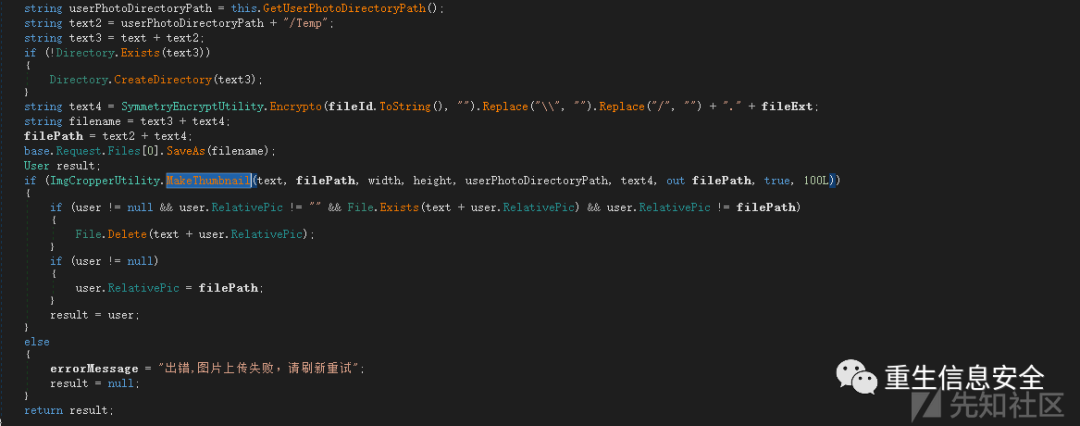 string userPhotoDirectoryPath = this.GetUserPhotoDirectoryPath();
string text2 = userPhotoDirectoryPath + "/Temp";
string text3 = text + text2;
if (!Directory.Exists(text3))
{
Directory.CreateDirectory(text3);
}
string text4 = SymmetryEncryptUtility.Encrypto(fileId.ToString(), "").Replace("\\", "").Replace("/", "") + "." + fileExt;
string filename = text3 + text4;
filePath = text2 + text4;
base.Request.Files[0].SaveAs(filename);
User result;
if (ImgCropperUtility.MakeThumbnail(text, filePath, width, height, userPhotoDirectoryPath, text4, out filePath, true, 100L))
{
if (user != null && user.RelativePic != "" && File.Exists(text + user.RelativePic) && user.RelativePic != filePath)
{
File.Delete(text + user.RelativePic);
}
if (user != null)
{
user.RelativePic = filePath;
}
result = user;
}
else
{
errorMessage = "出错,图片上传失败，请刷新重试";
result = null;
}
return result;
重生信息安全
先知社区